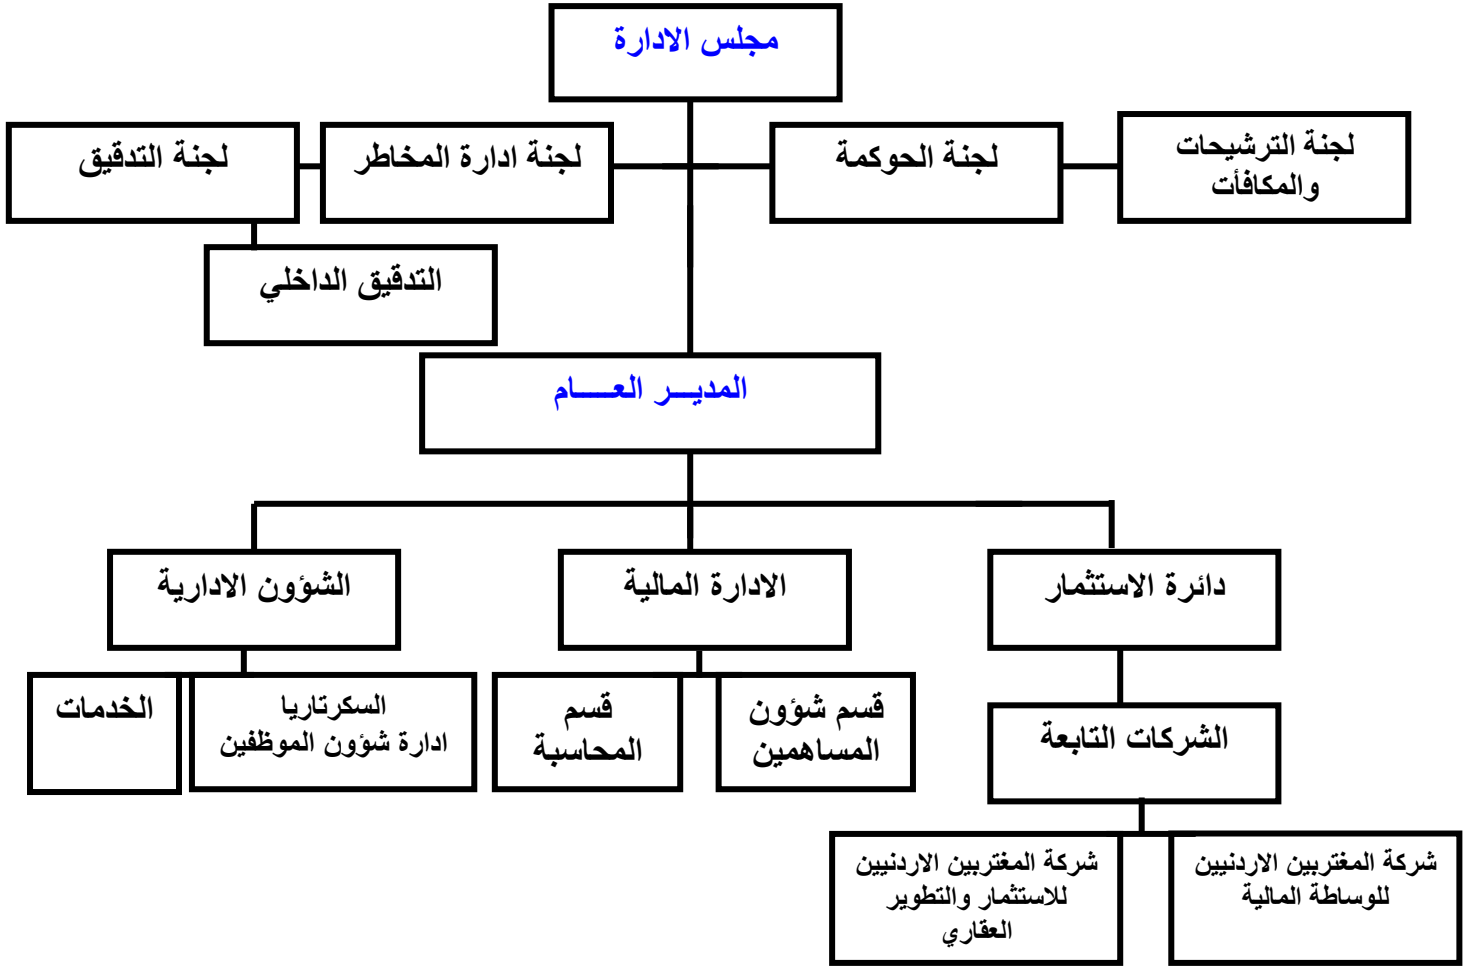 مجلس الادارة
لجنة الترشيحات
والمكافأت
لجنة الحوكمة
لجنة ادارة المخاطر
لجنة التدقيق
التدقيق الداخلي
المديـــر العــــام
دائرة الاستثمار
الادارة المالية
الشؤون الادارية
قسم شؤون
المساهمين
قسم
المحاسبة
السكرتاريا
ادارة شؤون الموظفين
الخدمات
الشركات التابعة
شركة المغتربين الاردنيين
للوساطة المالية
شركة المغتربين الاردنيين
للاستثمار والتطوير
العقاري